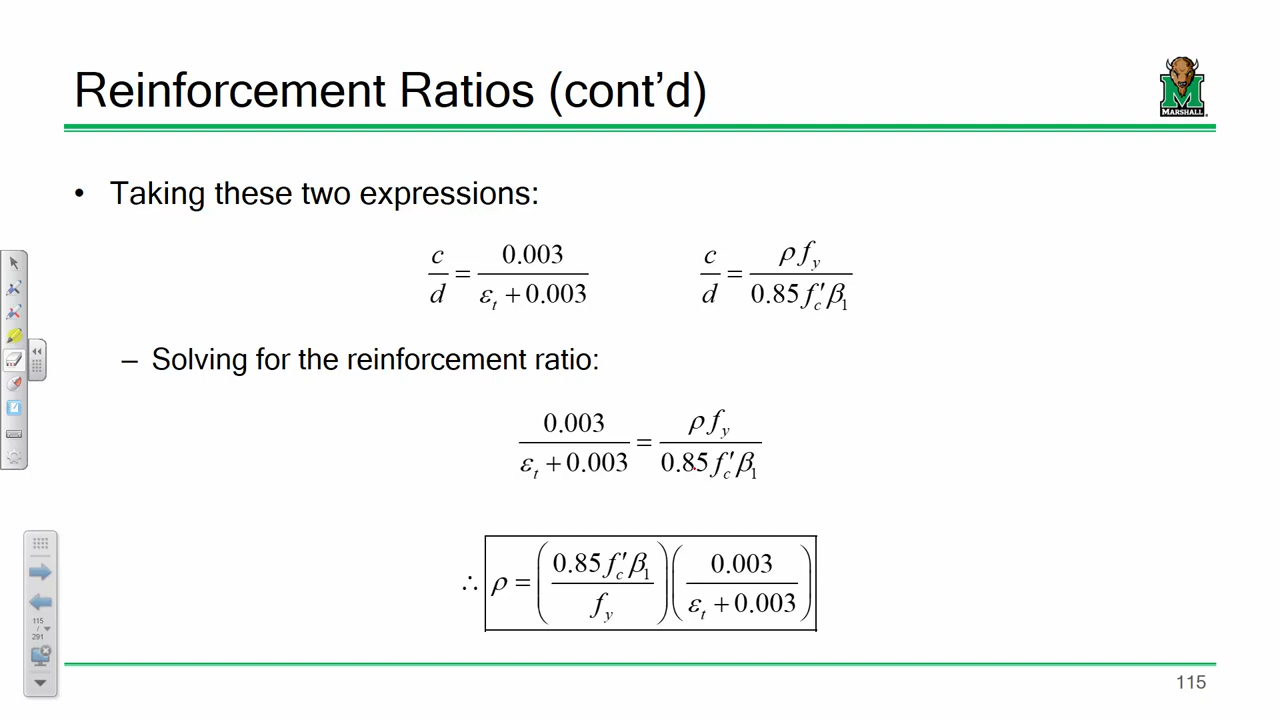 Reinforcement Ratios (cont'd)
MARSHALL
• Taking these two expressions:
c/d = 0.003/(εt + 0.003)    c/d = ρfy/(0.85f′cβ1)
– Solving for the reinforcement ratio:
0.003/(εt + 0.003) = ρfy/(0.85f′cβ1)
∴ ρ = (0.85f′cβ1/fy)(0.003/(εt + 0.003))
115
/
291
115